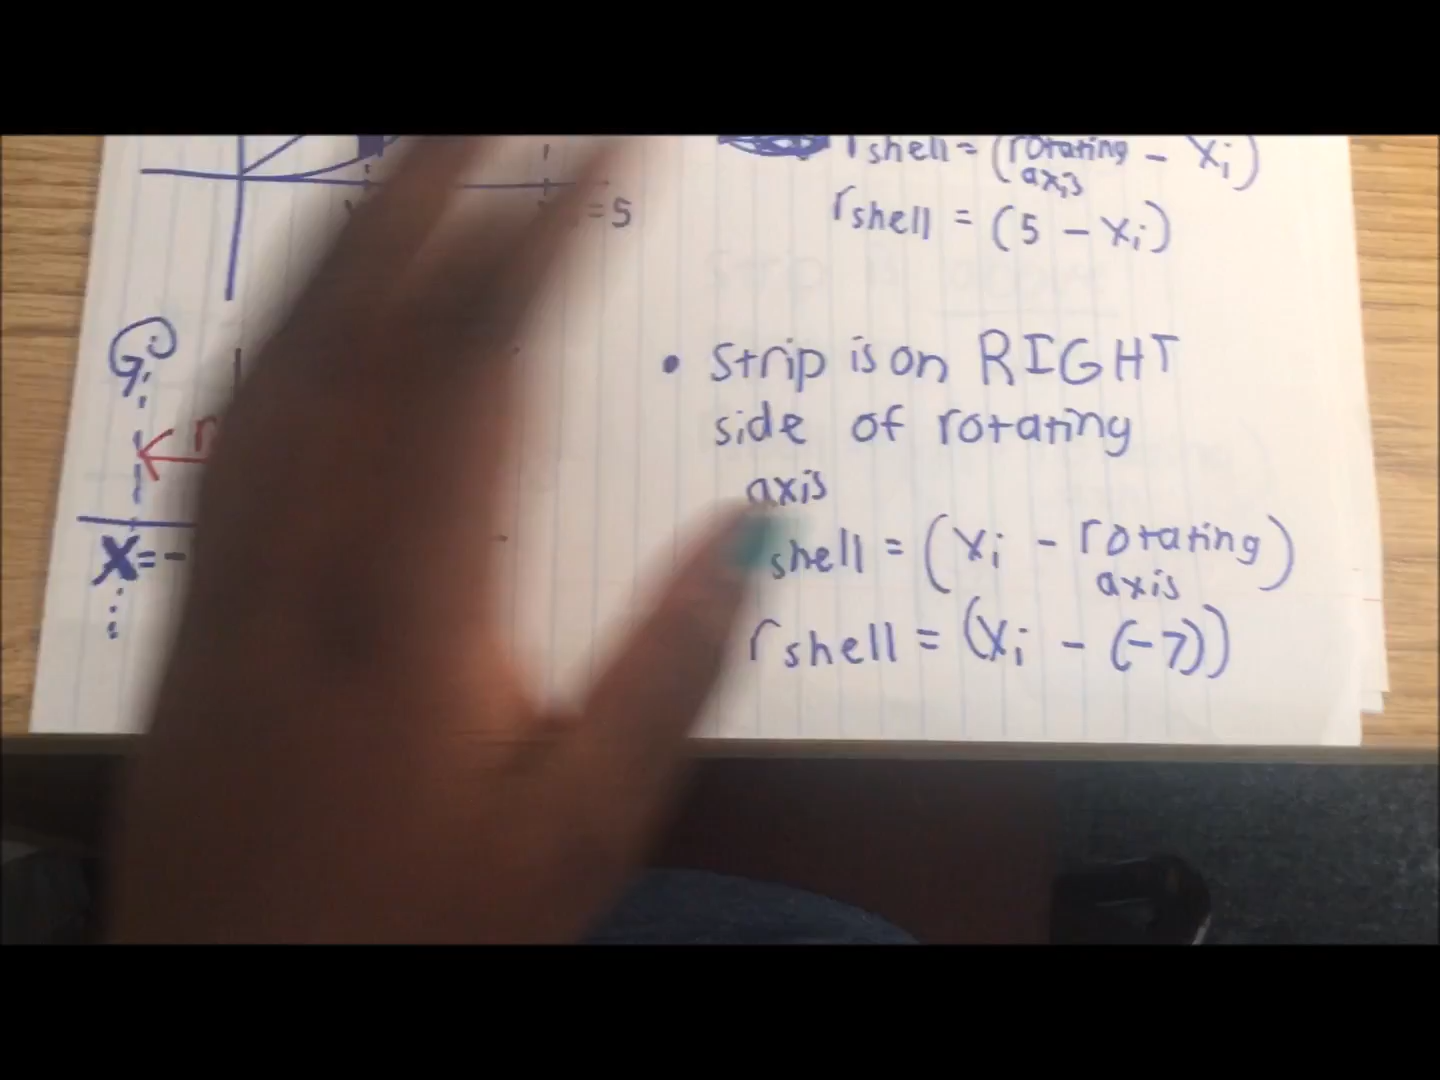 rshell = (rotating - xi)
axis
=5
rshell = (5 - xi)
• Strip is on RIGHT
side of rotating
axis
r
shell = (xi - rotating)
axis
x=-
rshell = (xi - (-7))